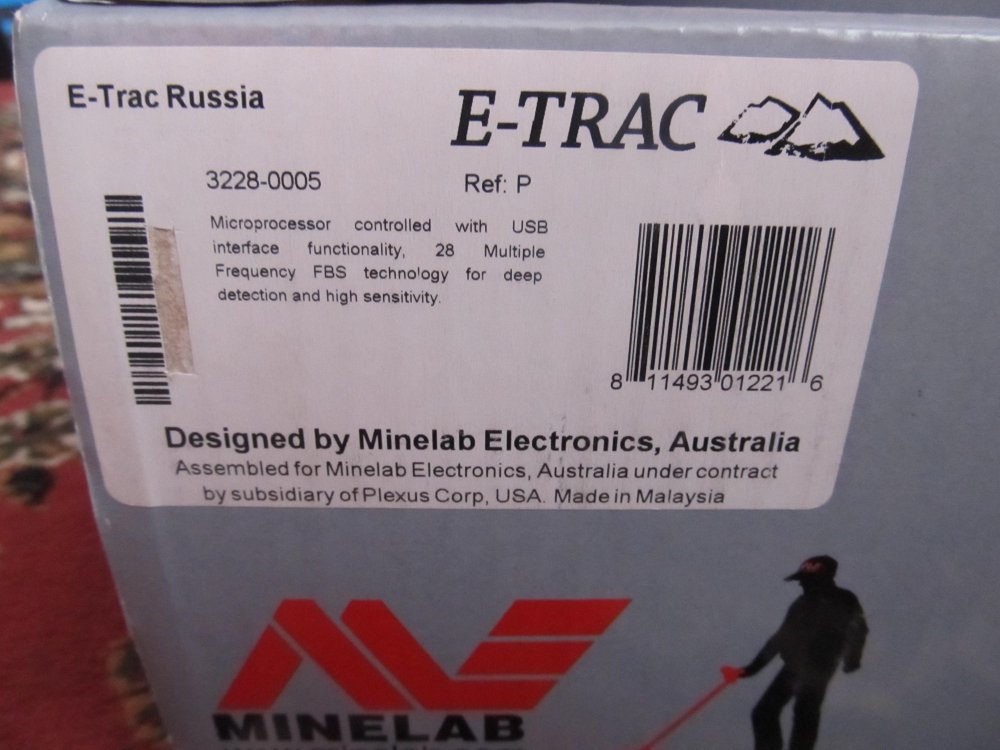 E-Trac Russia
E-TRAC
3228-0005
Ref: P
Microprocessor controlled with USB
interface functionality, 28 Multiple
Frequency FBS technology for deep
detection and high sensitivity.
8 11493 01221 6
Designed by Minelab Electronics, Australia
Assembled for Minelab Electronics, Australia under contract
by subsidiary of Plexus Corp, USA. Made in Malaysia
MINELAB